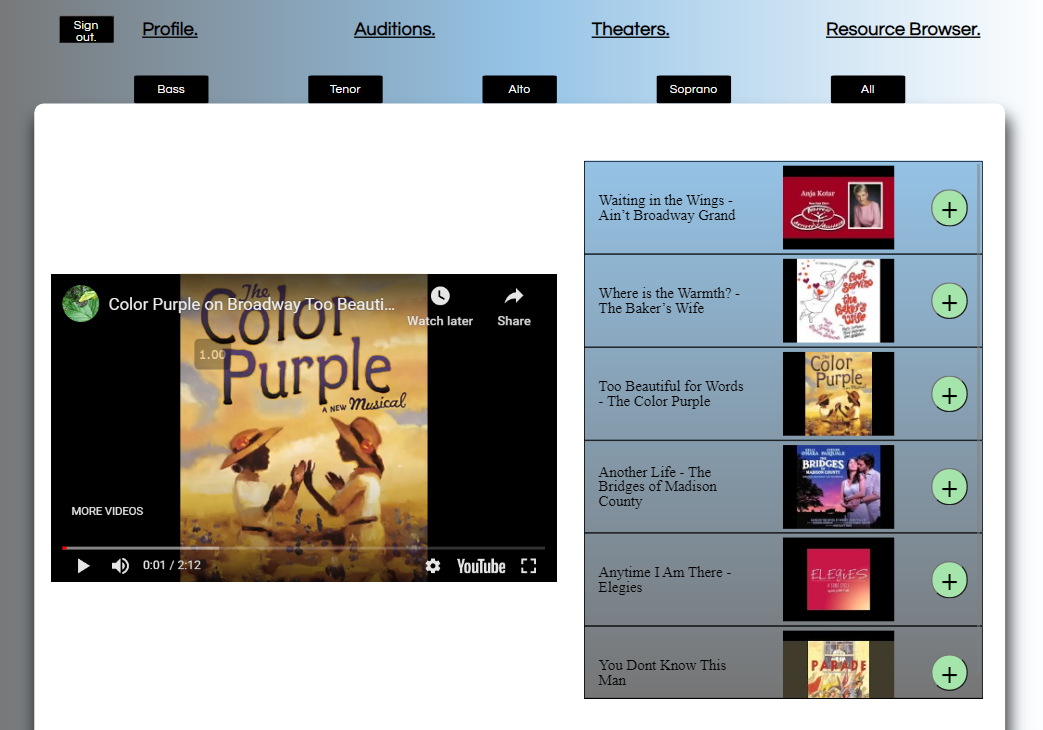 Sign
out.
Profile.
Auditions.
Theaters.
Resource Browser.
Bass
Tenor
Alto
Soprano
All
Color Purple on Broadway Too Beauti...
Watch later
Share
1.00
The
Color
Purple
A NEW Musical
MORE VIDEOS
0:01 / 2:12
YouTube
Waiting in the Wings -
Ain’t Broadway Grand
Anja Kotar
Where is the Warmth? -
The Baker’s Wife
Paul
Sorvino
the
Baker's
Wife
Too Beautiful for Words
- The Color Purple
The
Color
Purple
Another Life - The
Bridges of Madison
County
THE
BRIDGES
OF
MADISON
COUNTY
Anytime I Am There -
Elegies
ELEGIES
You Dont Know This
Man
PARADE